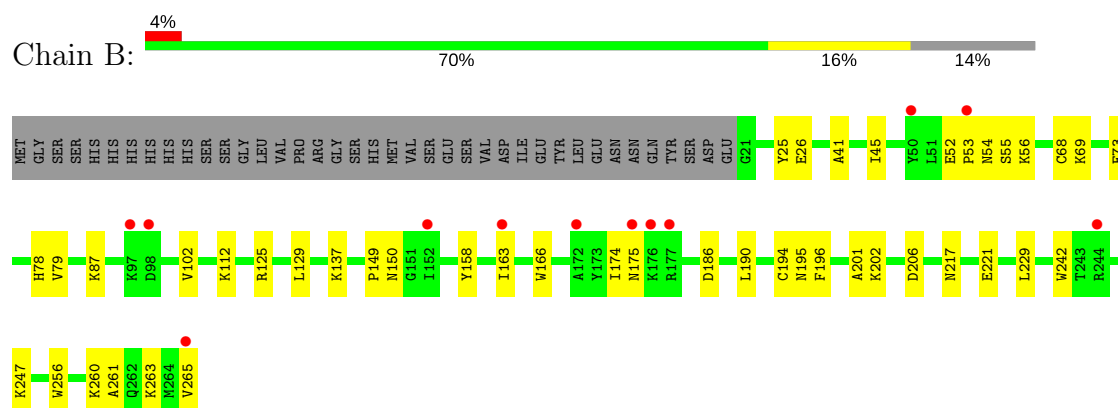 4%
Chain B:
70% 16% 14%
MET GLY SER SER HIS HIS HIS HIS HIS HIS SER SER GLY LEU VAL PRO ARG GLY SER HIS MET VAL SER GLU SER VAL ASP ILE GLU TYR LEU GLU ASN ASN GLN TYR SER ASP GLU G21 Y25 E26 A41 I45 Y50 L51 E52 P53 N54 S55 K56 C68 K69
H78 V79 K87 K97 D98 V102 K112 R125 L129 K137 P149 N150 G151 I152 Y158 I163 W166 A172 Y173 I174 N175 K176 R177 D186 L190 C194 N195 F196 A201 K202 D206 N217 E221 L229 W242 T243 R244
K247 W256 K260 A261 Q262 K263 M264 V265